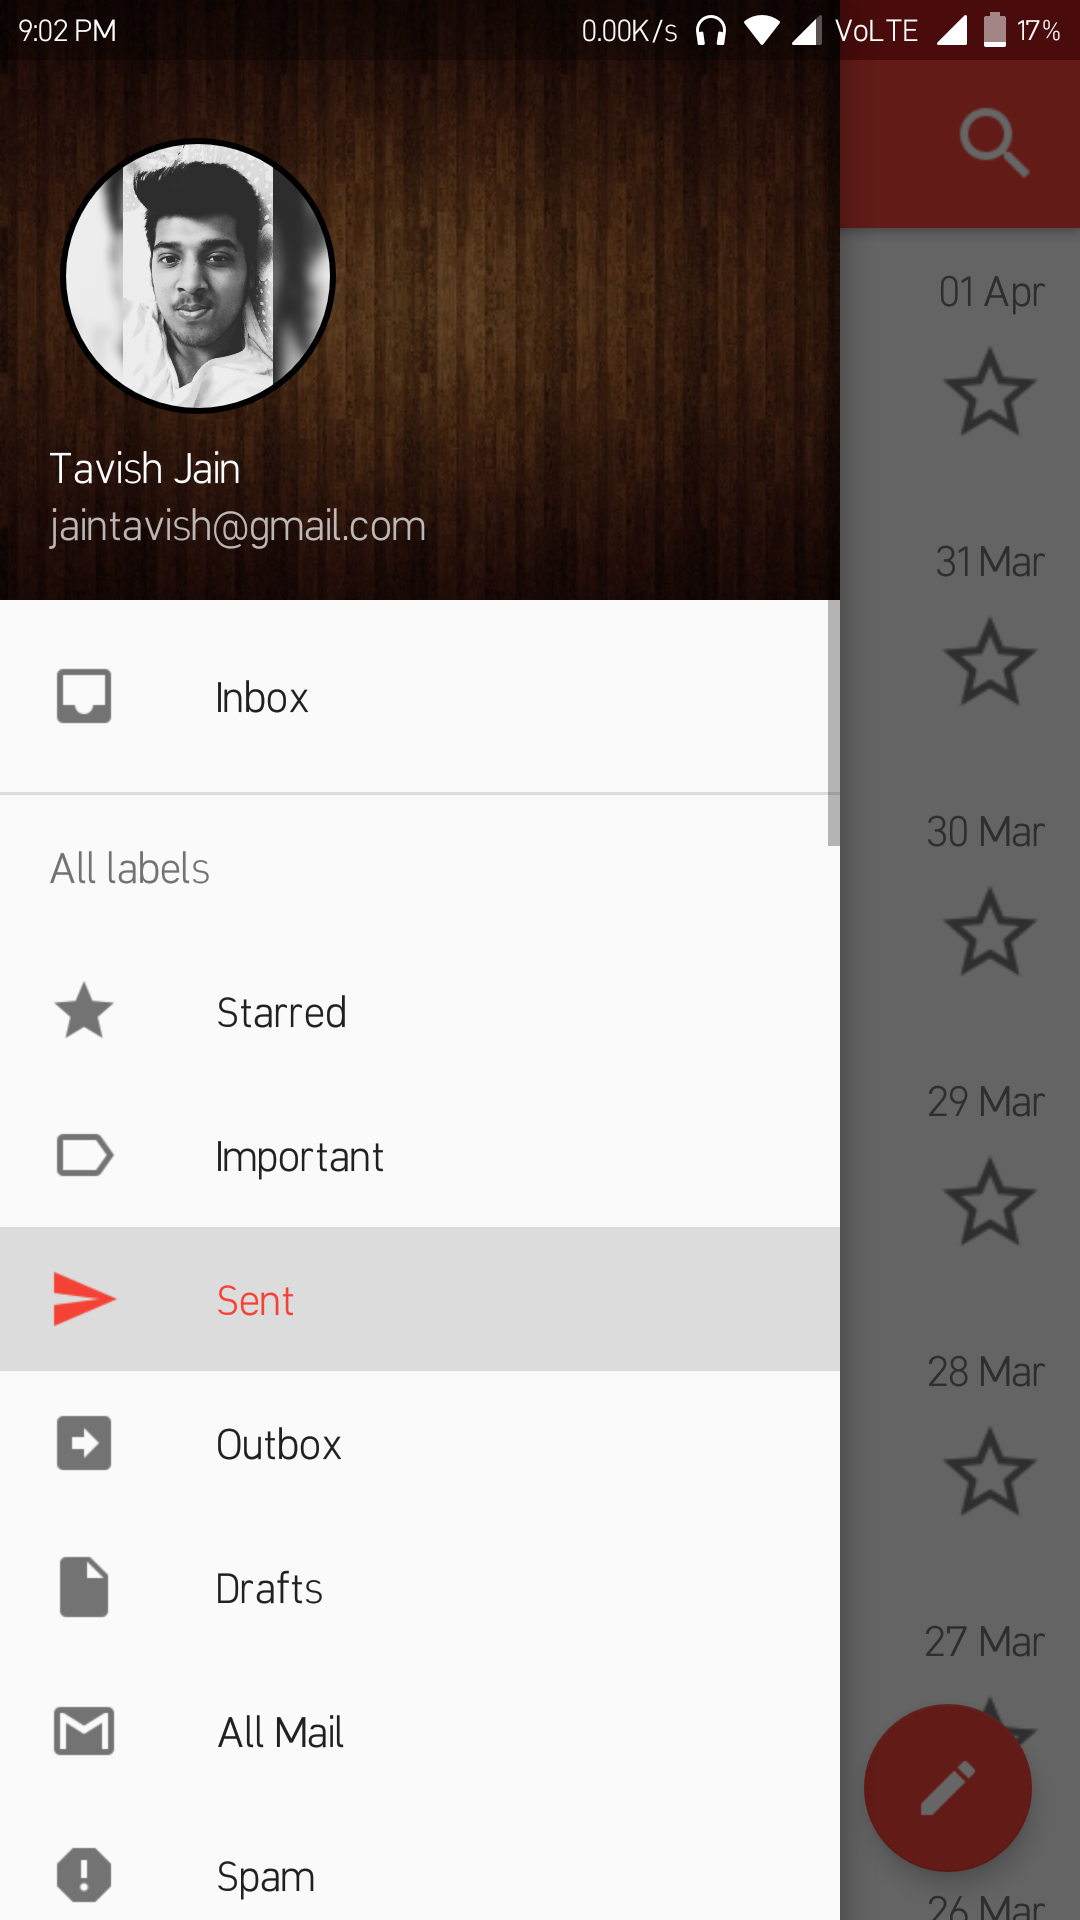 9:02 PM 0.00K/s VoLTE 17%
Tavish Jain
jaintavish@gmail.com
Inbox
All labels
Starred
Important
Sent
Outbox
Drafts
All Mail
Spam
01 Apr
31 Mar
30 Mar
29 Mar
28 Mar
27 Mar
26 Mar